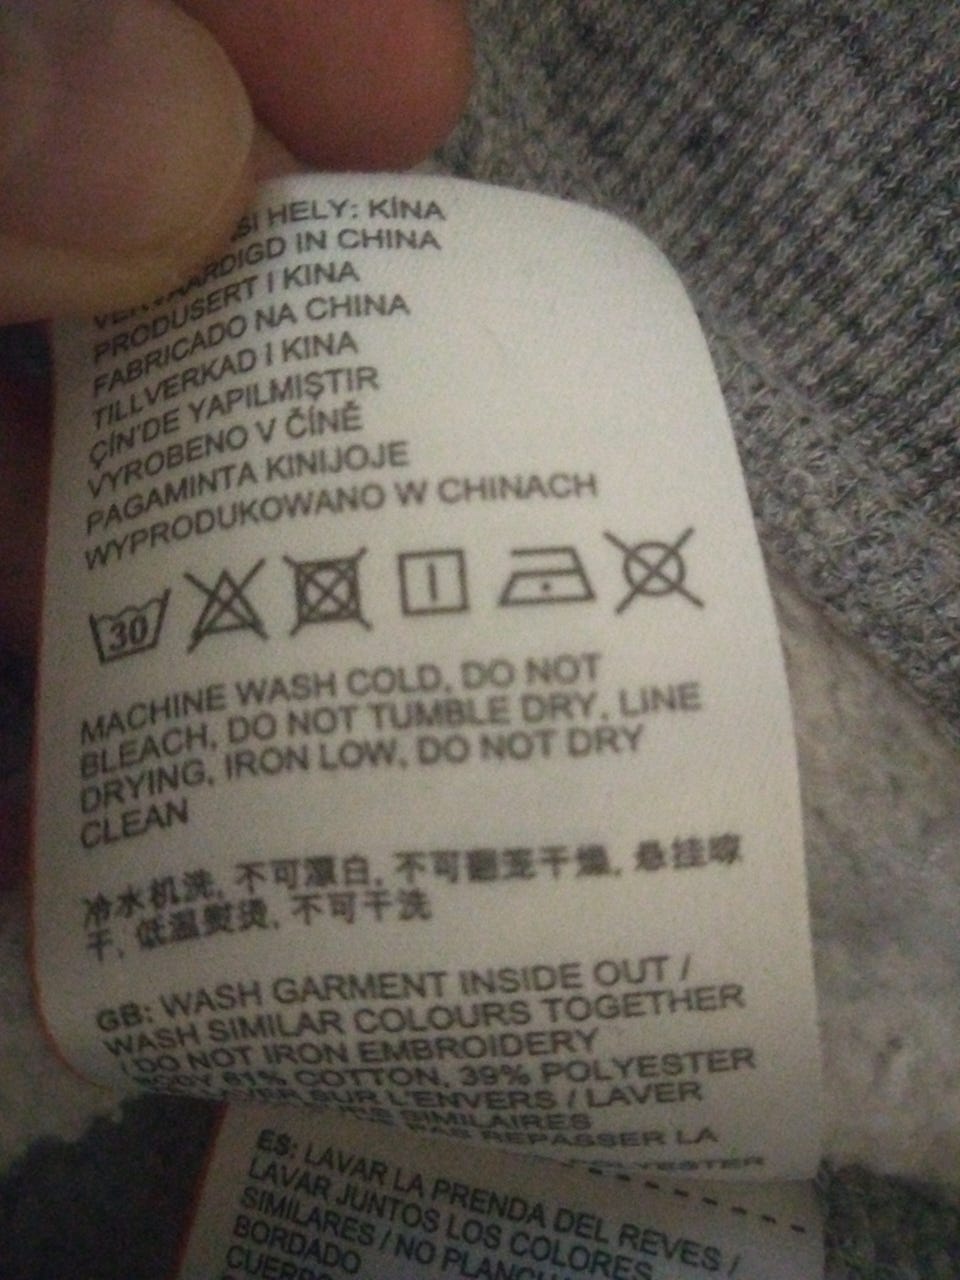 HELY: KÍNA
IN CHINA
PRODUSERT I KINA
FABRICADO NA CHINA
TILLVERKAD I KINA
ÇİN'DE YAPILMIŞTIR
VYROBENO V ČÍNĚ
PAGAMINTA KINIJOJE
WYPRODUKOWANO W CHINACH
30
MACHINE WASH COLD, DO NOT
BLEACH, DO NOT TUMBLE DRY, LINE
DRYING, IRON LOW, DO NOT DRY
CLEAN
冷水机洗, 不可漂白, 不可翻笼干燥, 悬挂晾
干, 低温熨烫, 不可干洗
GB: WASH GARMENT INSIDE OUT /
WASH SIMILAR COLOURS TOGETHER
/ DO NOT IRON EMBROIDERY
BODY 61% COTTON, 39% POLYESTER
SUR L'ENVERS / LAVER
SIMILAIRES
PAS REPASSER LA
POLYESTER
ES: LAVAR LA PRENDA DEL REVES /
LAVAR JUNTOS LOS COLORES
SIMILARES / NO
BORDADO